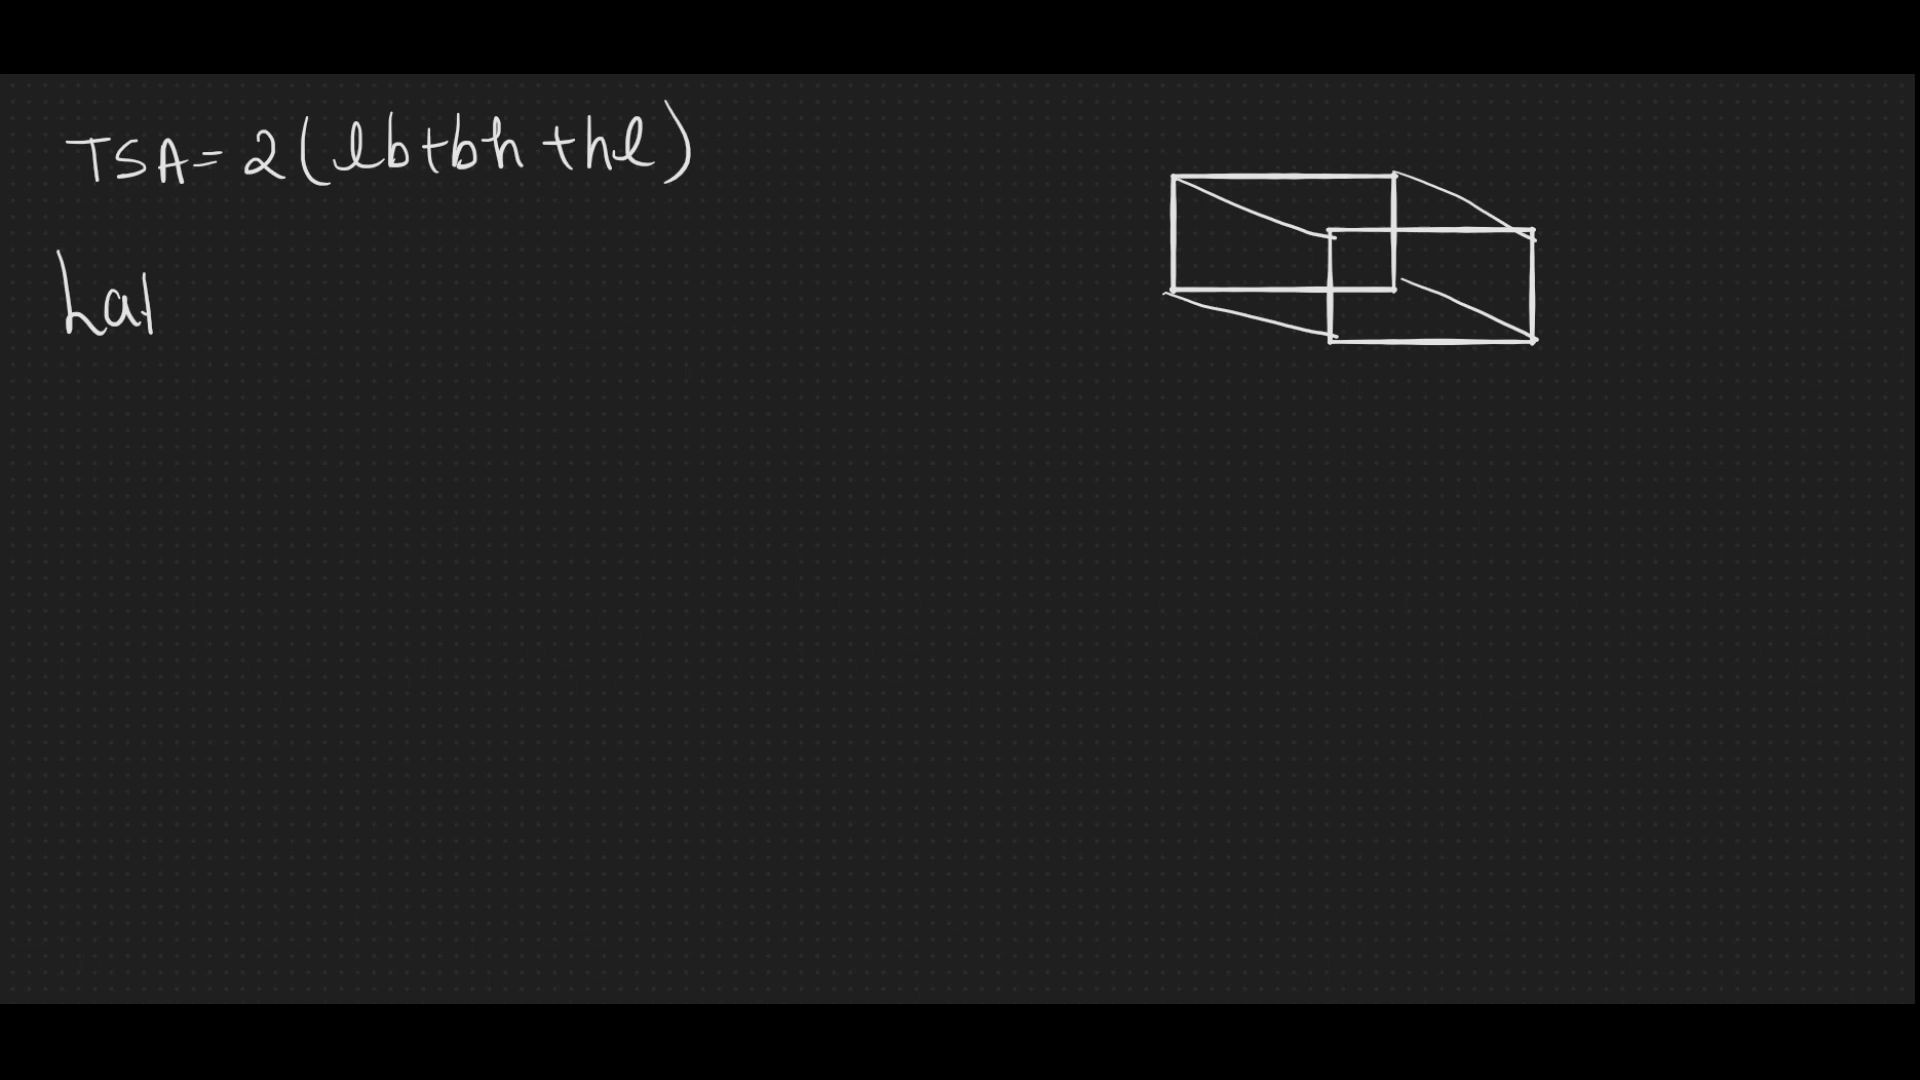 TSA = 2(lb+bh+hl)
Lat